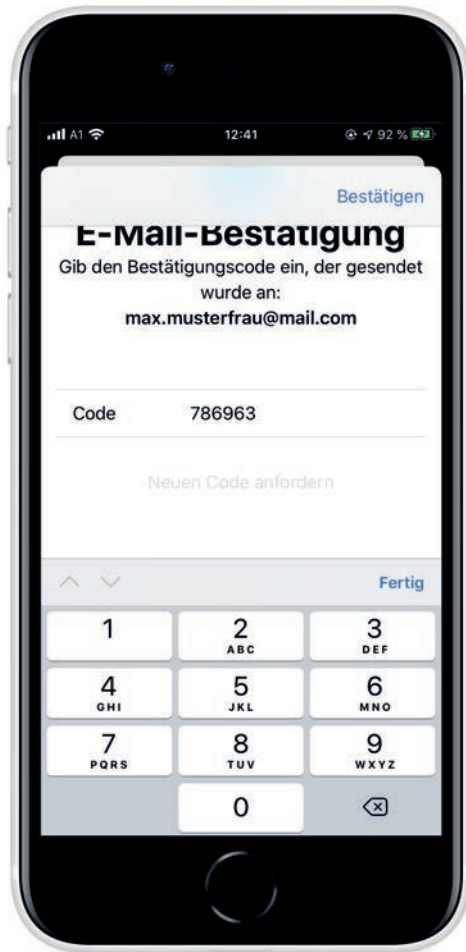 A1 12:41 92 %
Bestätigen
E-Mail-Bestätigung
Gib den Bestätigungscode ein, der gesendet
wurde an:
max.musterfrau@mail.com
Code 786963
Neuen Code anfordern
Fertig
1 2 3
ABC DEF
4 5 6
GHI JKL MNO
7 8 9
PQRS TUV WXYZ
0